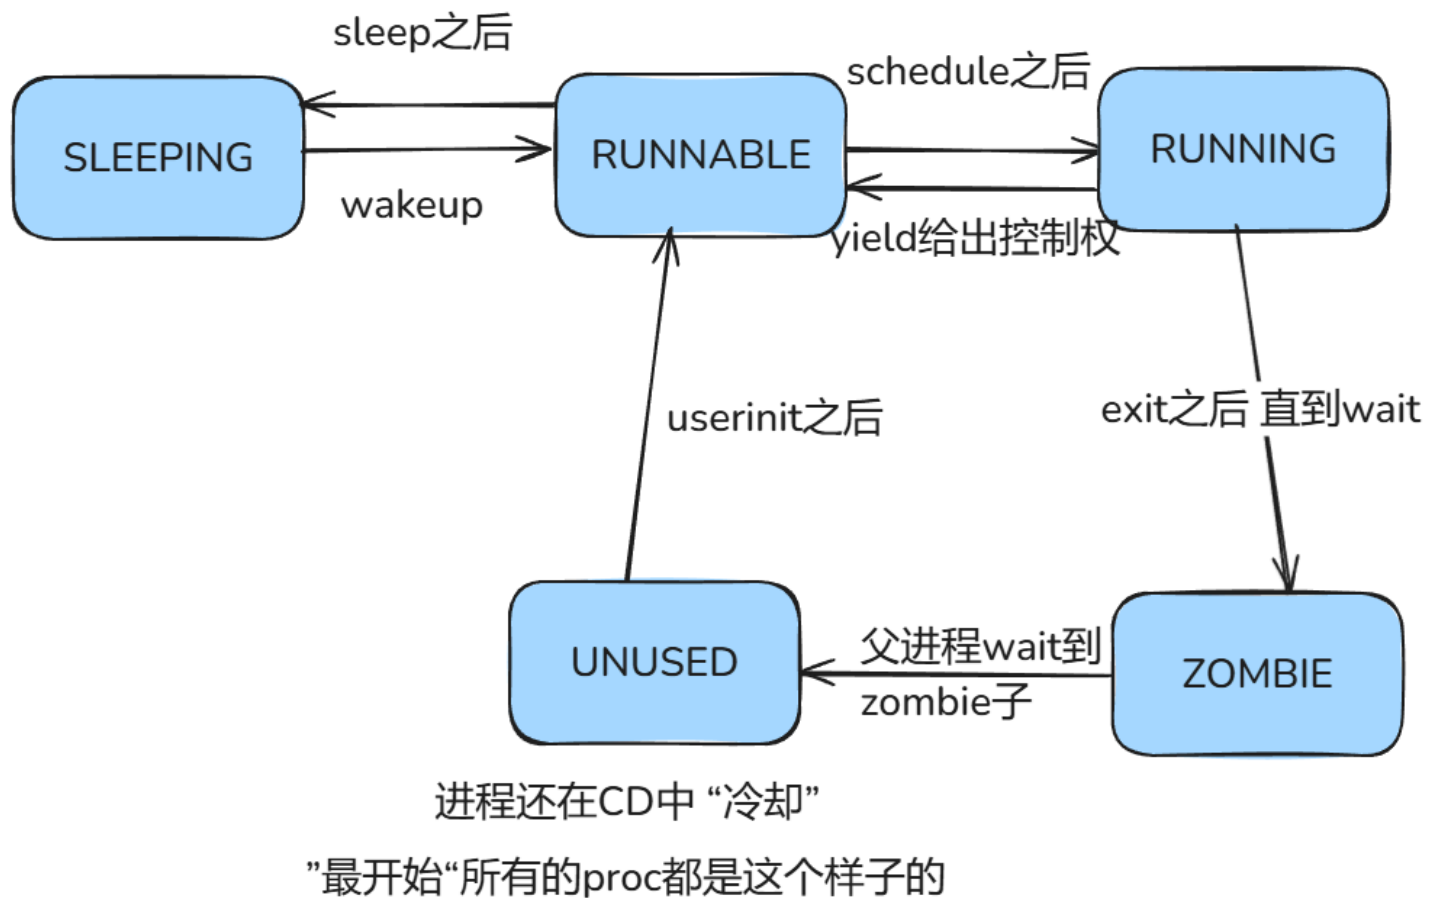 sleep之后
schedule之后
SLEEPING
RUNNABLE
RUNNING
wakeup
yield给出控制权
userinit之后
exit之后 直到wait
UNUSED
父进程wait到
zombie子
ZOMBIE
进程还在CD中 “冷却”
”最开始“所有的proc都是这个样子的